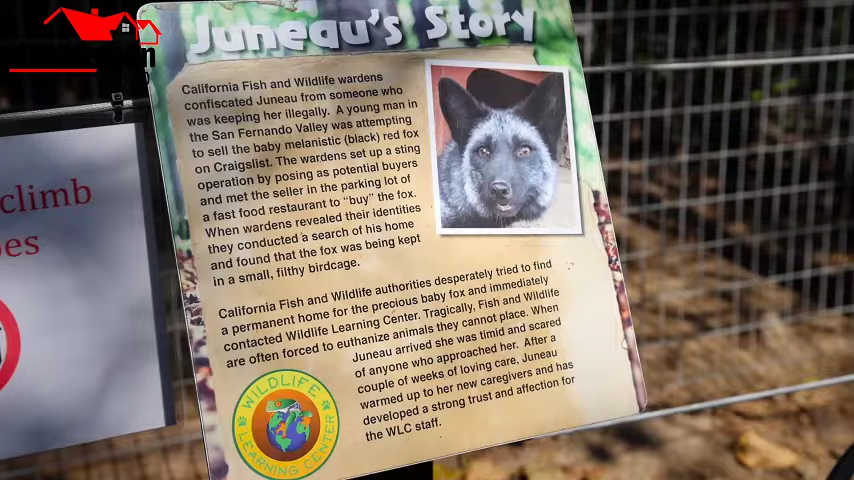 Juneau's Story
California Fish and Wildlife wardens
confiscated Juneau from someone who
was keeping her illegally. A young man in
the San Fernando Valley was attempting
to sell the baby melanistic (black) red fox
on Craigslist. The wardens set up a sting
operation by posing as potential buyers
and met the seller in the parking lot of
a fast food restaurant to “buy” the fox.
When wardens revealed their identities
they conducted a search of his home
and found that the fox was being kept
in a small, filthy birdcage.
California Fish and Wildlife authorities desperately tried to find
a permanent home for the precious baby fox and immediately
contacted Wildlife Learning Center. Tragically, Fish and Wildlife
are often forced to euthanize animals they cannot place. When
Juneau arrived she was timid and scared
of anyone who approached her. After a
couple of weeks of loving care, Juneau
warmed up to her new caregivers and has
developed a strong trust and affection for
the WLC staff.
WILDLIFE
LEARNING CENTER
climb